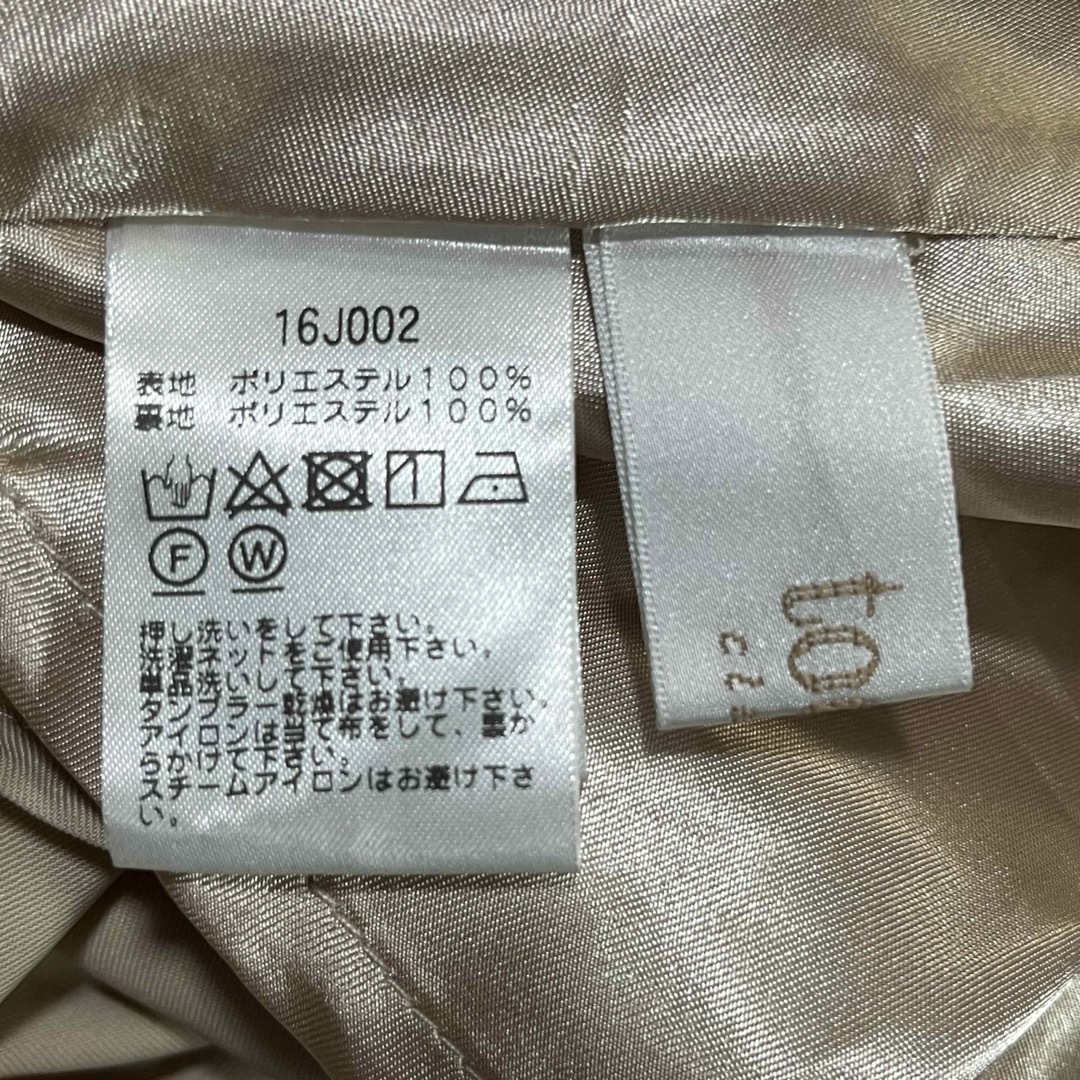 16J002
表地 ポリエステル100%
裏地 ポリエステル100%
F W
押し洗いをして下さい。
洗濯ネットをご使用下さい。
単品洗いして下さい。
タンブラー乾燥はお避け下さい。
アイロンは当て布をして、裏か
らかけて下さい。
スチームアイロンはお避け下さ
い。